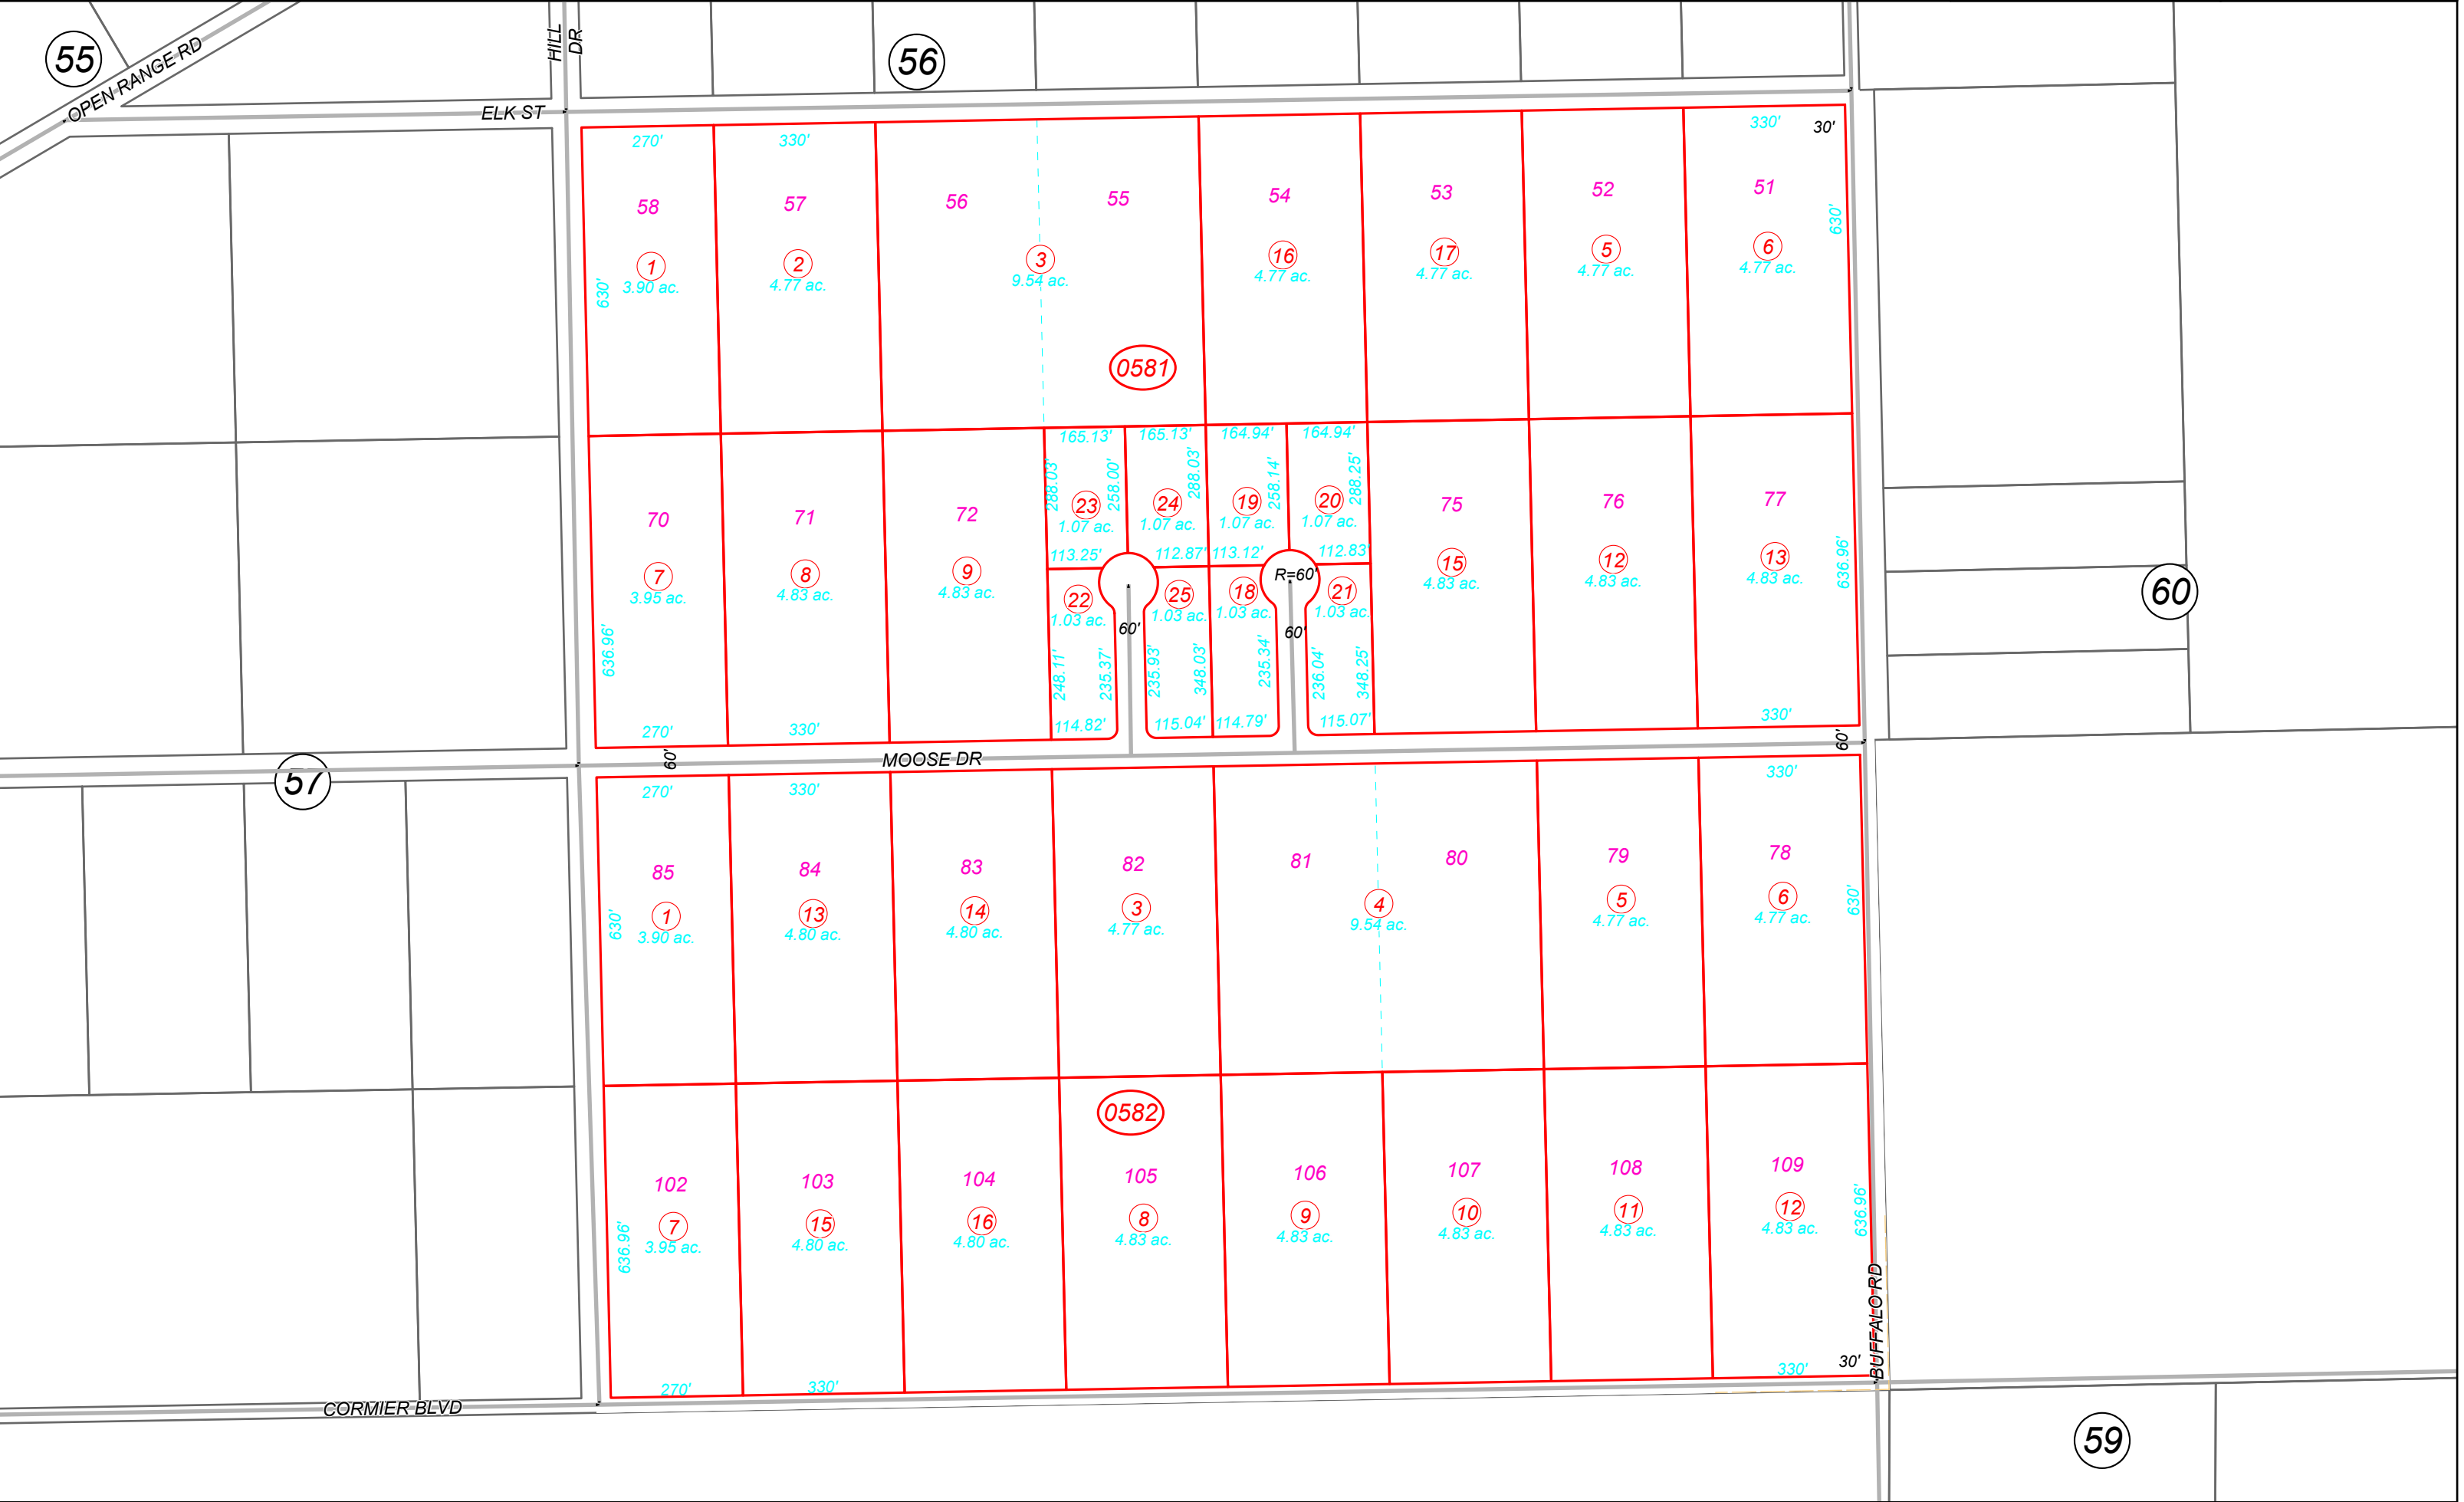 55
OPEN RANGE RD
HILL
DR
56
ELK ST
270'
330'
330'
30'
58
57
56
55
54
53
52
51
630'
1
3.90 ac.
2
4.77 ac.
3
9.54 ac.
16
4.77 ac.
17
4.77 ac.
5
4.77 ac.
6
4.77 ac.
630'
0581
165.13'
165.13'
164.94'
164.94'
288.03'
258.00'
288.03'
258.14'
288.25'
23
1.07 ac.
24
1.07 ac.
19
1.07 ac.
20
1.07 ac.
70
71
72
75
76
77
113.25'
112.87'
113.12'
112.83'
7
3.95 ac.
8
4.83 ac.
9
4.83 ac.
15
4.83 ac.
12
4.83 ac.
13
4.83 ac.
636.96'
R=60'
22
1.03 ac.
25
1.03 ac.
18
1.03 ac.
21
1.03 ac.
60
60'
60'
636.96'
248.11'
235.37'
235.93'
348.03'
235.34'
236.04'
348.25'
270'
330'
114.82'
115.04'
114.79'
115.07'
330'
60'
MOOSE DR
60'
57
270'
330'
330'
85
84
83
82
81
80
79
78
630'
1
3.90 ac.
13
4.80 ac.
14
4.80 ac.
3
4.77 ac.
4
9.54 ac.
5
4.77 ac.
6
4.77 ac.
630'
0582
102
103
104
105
106
107
108
109
636.96'
7
3.95 ac.
15
4.80 ac.
16
4.80 ac.
8
4.83 ac.
9
4.83 ac.
10
4.83 ac.
11
4.83 ac.
12
4.83 ac.
636.96'
BUFFALO RD
270'
330'
330'
30'
CORMIER BLVD
59